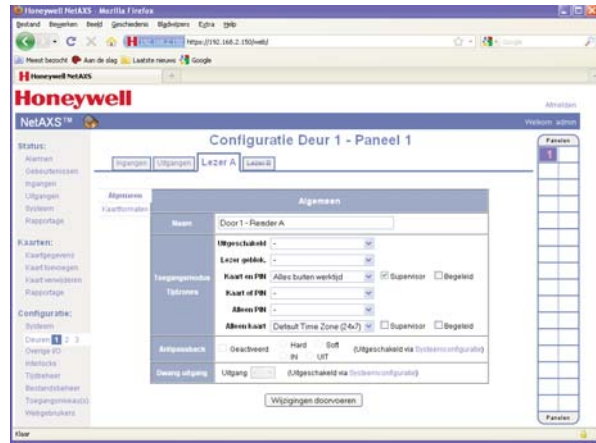 Honeywell NetAXS - Mozilla Firefox
Bestand Bewerken Beeld Geschiedenis Bladwijzers Extra Help
https://192.168.2.150/web/
Google
Meest bezocht Aan de slag Laatste nieuws Google
Honeywell NetAXS
Honeywell
Afmelden
NetAXS™
Welkom admin
Configuratie Deur 1 - Paneel 1
Panelen
1
Status:
Alarmen
Gebeurtenissen
Ingangen
Uitgangen
Systeem
Rapportage
Kaarten:
Kaartgegevens
Kaart toevoegen
Kaart verwijderen
Rapportage
Configuratie:
Systeem
Deuren 1 2 3
Overige I/O
Interlocks
Tijdbeheer
Bestandsbeheer
Toegangsniveau(s)
Webgebruikers
Ingangen Uitgangen Lezer A Lezer B
Algemeen
Kaartformaten
Algemeen
Naam Door 1 - Reader A
Toegangsmodus Tijdzones
Uitgeschakeld -
Lezer geblok. -
Kaart en PIN Alles buiten werktijd Supervisor Begeleid
Kaart of PIN -
Alleen PIN -
Alleen kaart Default Time Zone (24x7) Supervisor Begeleid
Antipassback Geactiveerd Hard Soft (Uitgeschakeld via Systeemconfiguratie)
IN UIT
Dwang uitgang Uitgang - (Uitgeschakeld via Systeemconfiguratie)
Wijzigingen doorvoeren
Panelen
Klaar